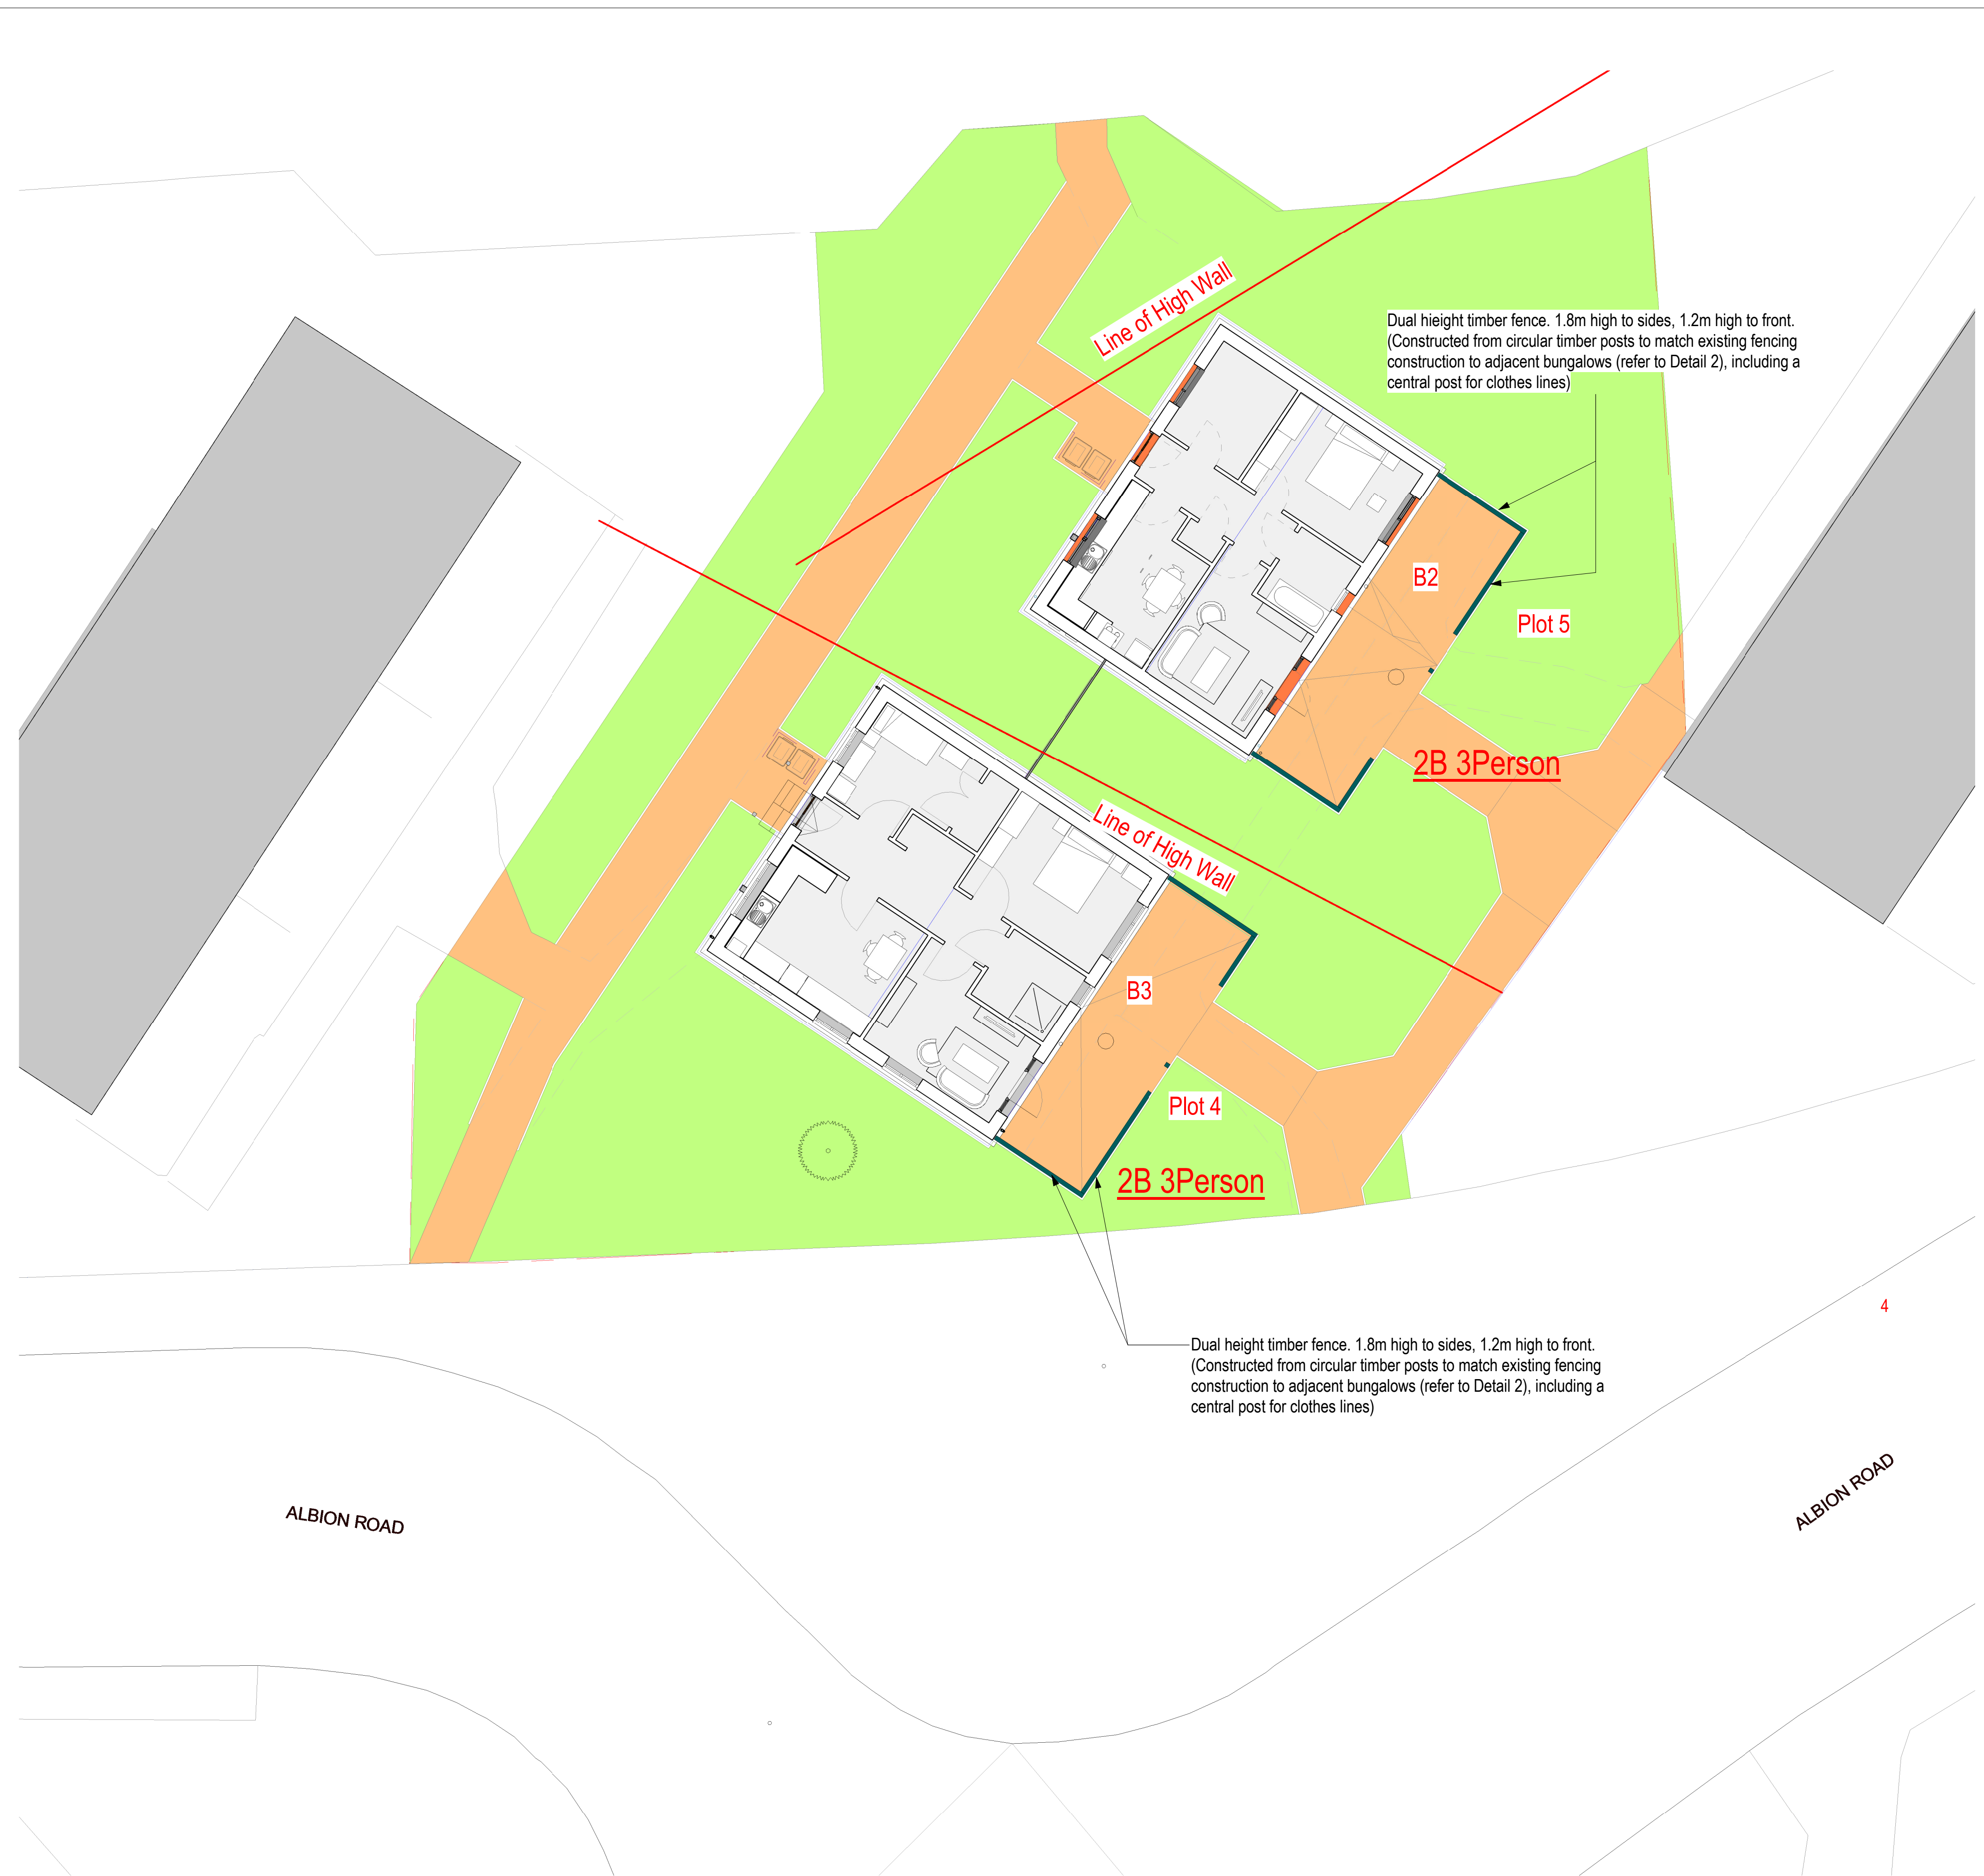 Line of High Wall
Dual hieight timber fence. 1.8m high to sides, 1.2m high to front.
(Constructed from circular timber posts to match existing fencing
construction to adjacent bungalows (refer to Detail 2), including a
central post for clothes lines)
B2
Plot 5
2B 3Person
Line of High Wall
B3
Plot 4
2B 3Person
4
Dual height timber fence. 1.8m high to sides, 1.2m high to front.
(Constructed from circular timber posts to match existing fencing
construction to adjacent bungalows (refer to Detail 2), including a
central post for clothes lines)
ALBION ROAD
ALBION ROAD